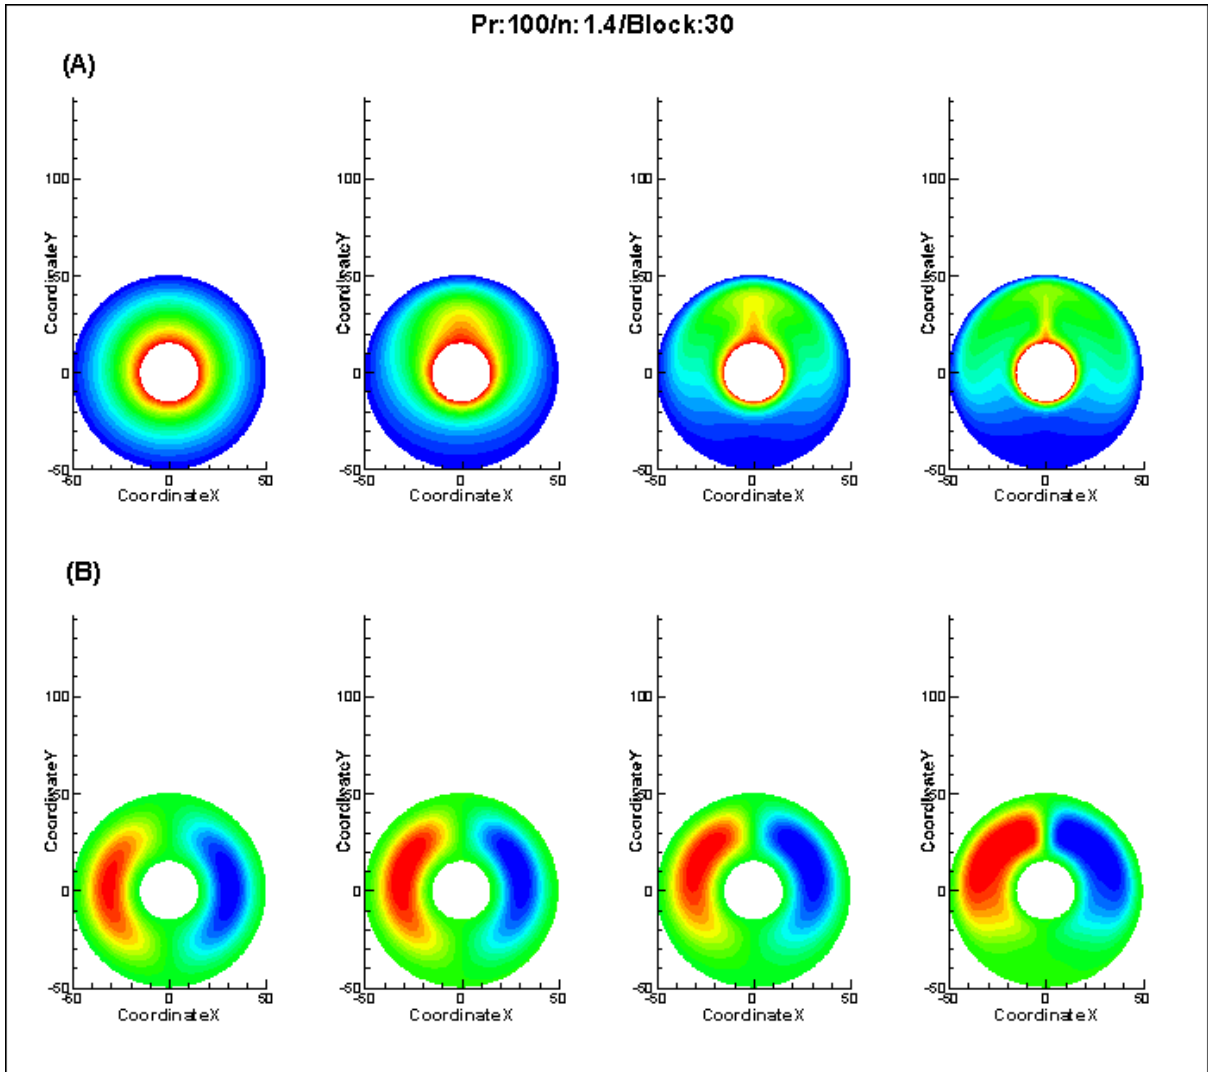 Pr:100/n:1.4/Block:30
(A)
100 100 100 100
CoordinateY CoordinateY CoordinateY CoordinateY
50 50 50 50
0 0 0 0
-50 -50 -50 -50
-50 0 50 -50 0 50 -50 0 50 -50 0 50
CoordinateX CoordinateX CoordinateX CoordinateX
(B)
100 100 100 100
CoordinateY CoordinateY CoordinateY CoordinateY
50 50 50 50
0 0 0 0
-50 -50 -50 -50
-50 0 50 -50 0 50 -50 0 50 -50 0 50
CoordinateX CoordinateX CoordinateX CoordinateX